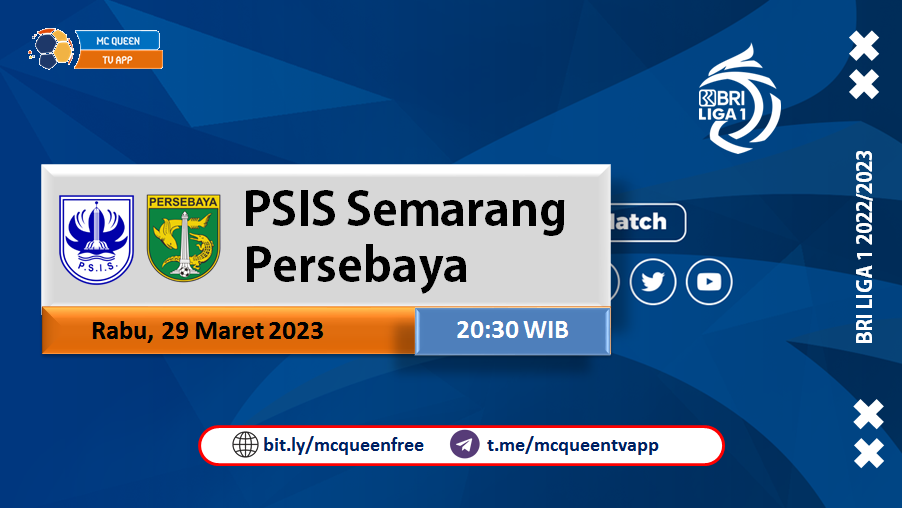 MC QUEEN
TV APP
BRI
LIGA 1
PERSEBAYA
P.S.I.S.
PSIS Semarang
Persebaya
Rabu, 29 Maret 2023
20:30 WIB
BRI LIGA 1 2022/2023
bit.ly/mcqueenfree
t.me/mcqueentvapp